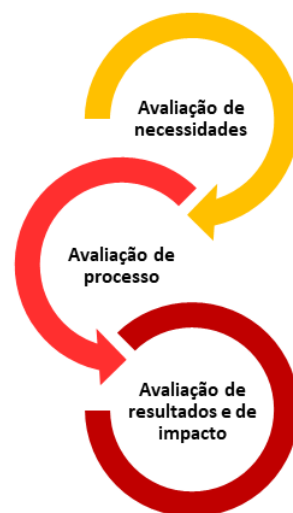 Avaliação de
necessidades
Avaliação de
processo
Avaliação de
resultados e de
impacto